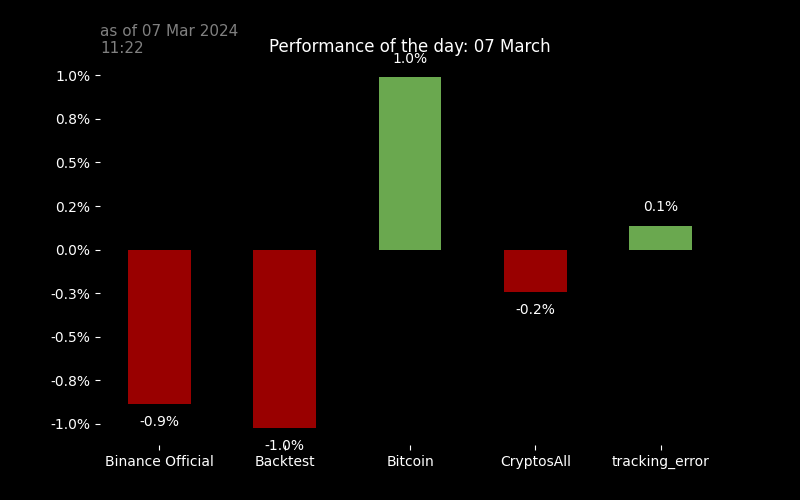 as of 07 Mar 2024
11:22
Performance of the day: 07 March
1.0%
1.0%
0.8%
0.5%
0.2%
0.1%
0.0%
-0.3%
-0.2%
-0.5%
-0.8%
-1.0%
-0.9%
-1.0%
Binance Official
Backtest
Bitcoin
CryptosAll
tracking_error